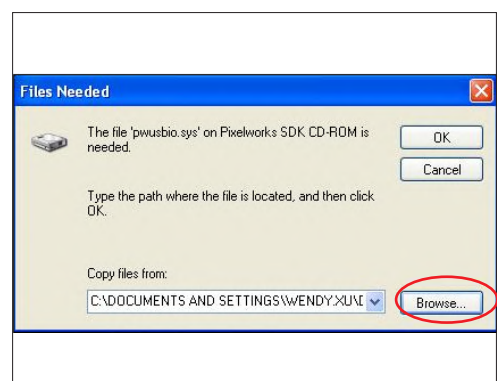 Files Needed
The file 'pwusbio.sys' on Pixelworks SDK CD-ROM is
needed.
OK
Cancel
Type the path where the file is located, and then click
OK.
Copy files from:
C:\DOCUMENTS AND SETTINGS\WENDY.XU\D
Browse...